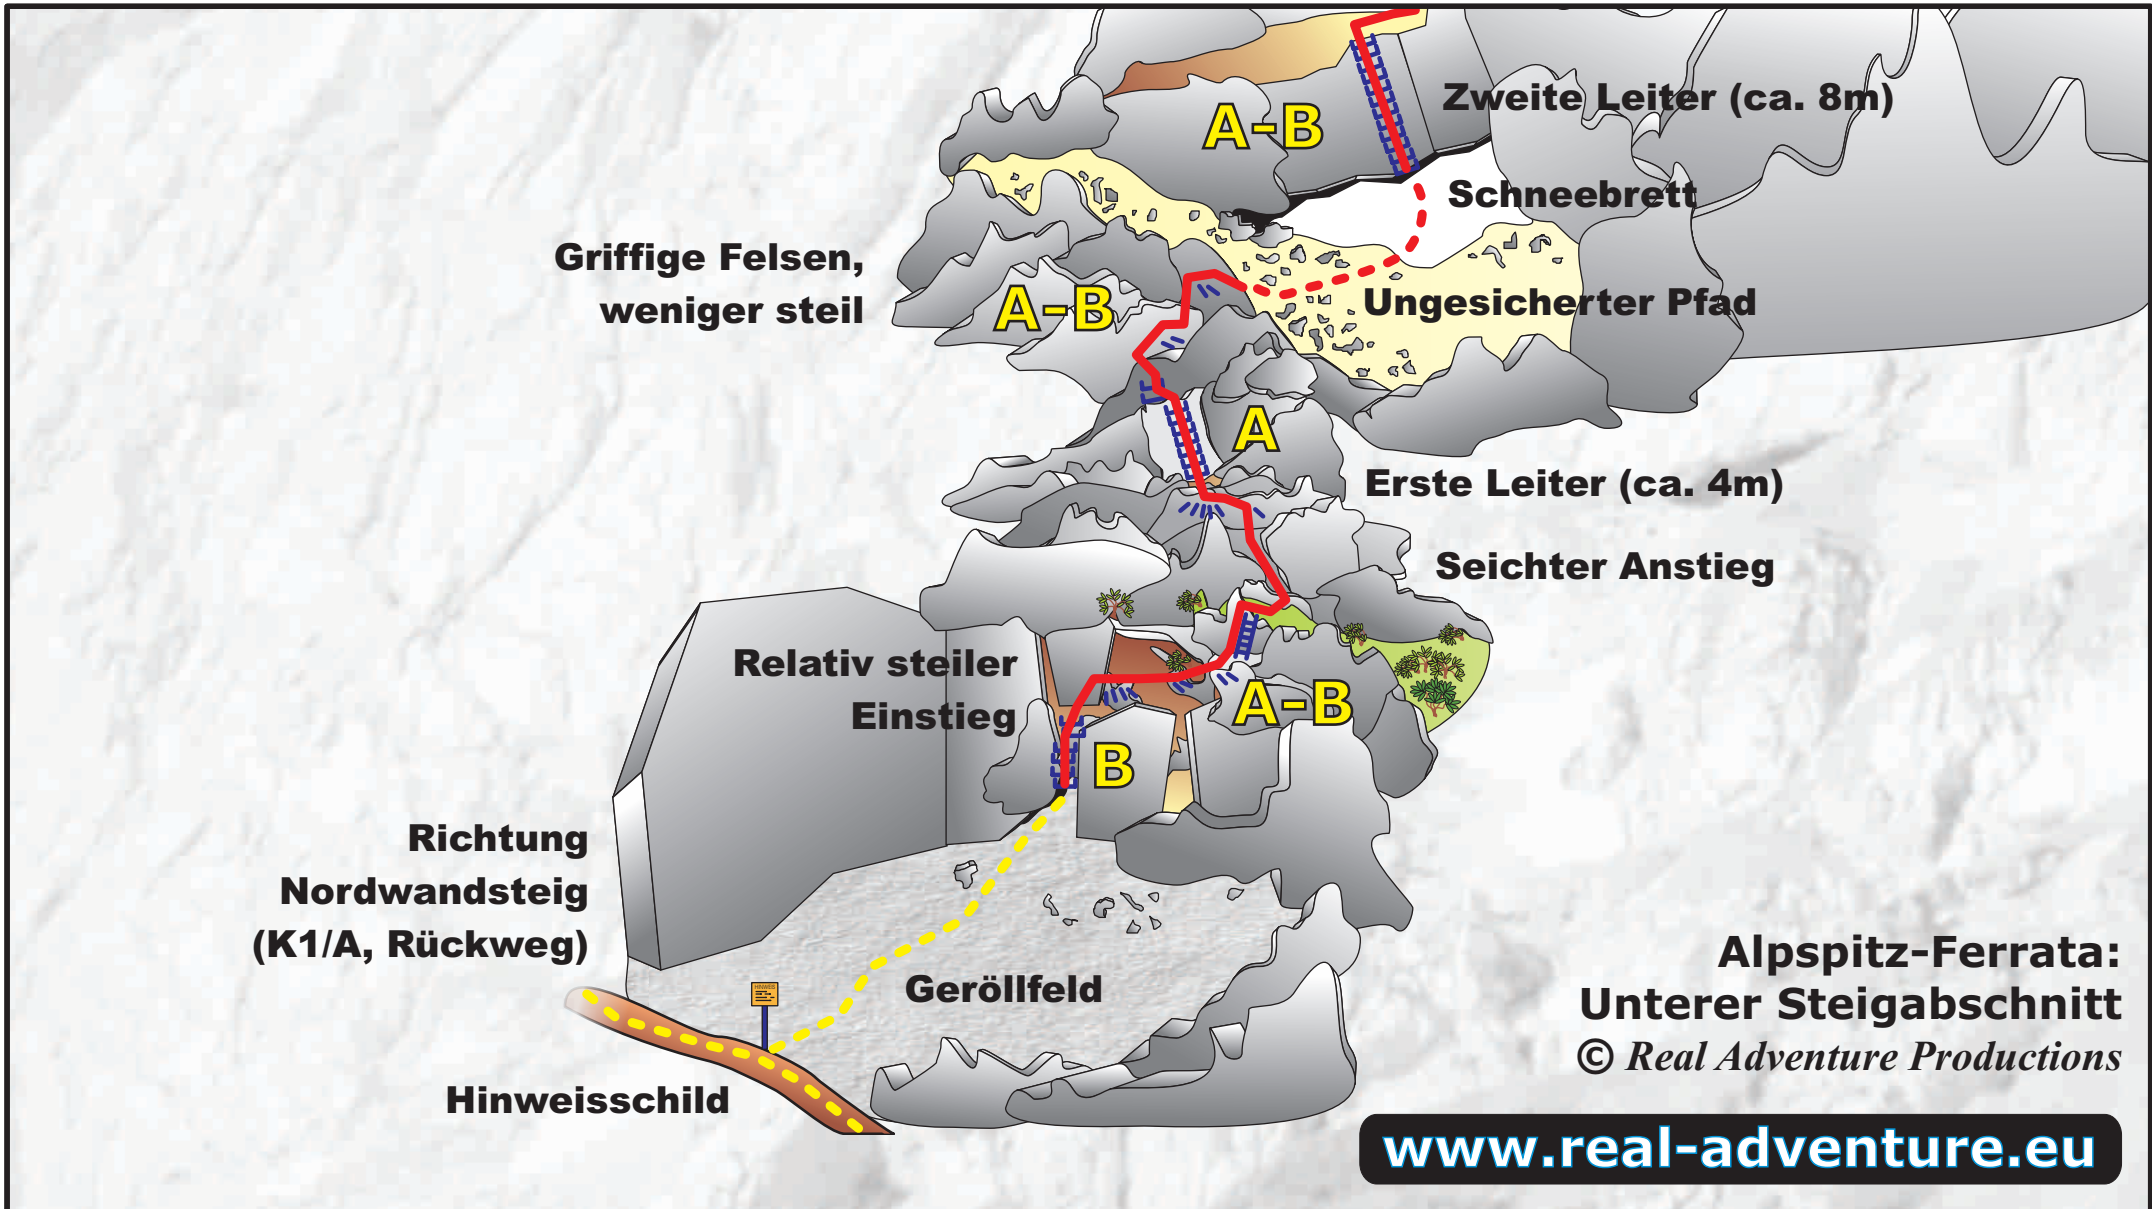 Zweite Leiter (ca. 8m)
A-B
Schneebrett
Griffige Felsen,
weniger steil
A-B
Ungesicherter Pfad
A
Erste Leiter (ca. 4m)
Seichter Anstieg
Relativ steiler
Einstieg
A-B
B
Richtung
Nordwandsteig
(K1/A, Rückweg)
HINWEIS
Geröllfeld
Hinweisschild
Alpspitz-Ferrata:
Unterer Steigabschnitt
© Real Adventure Productions
www.real-adventure.eu